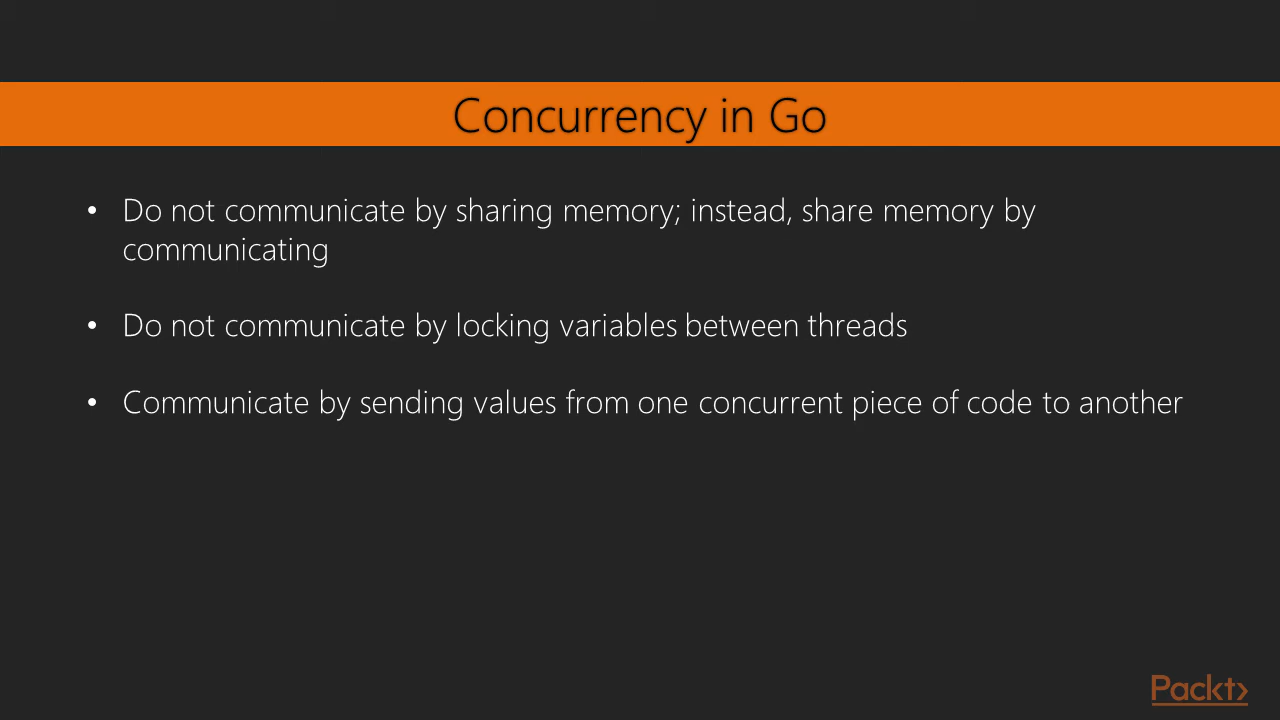 Concurrency in Go
• Do not communicate by sharing memory; instead, share memory by
communicating
• Do not communicate by locking variables between threads
• Communicate by sending values from one concurrent piece of code to another
Packt>